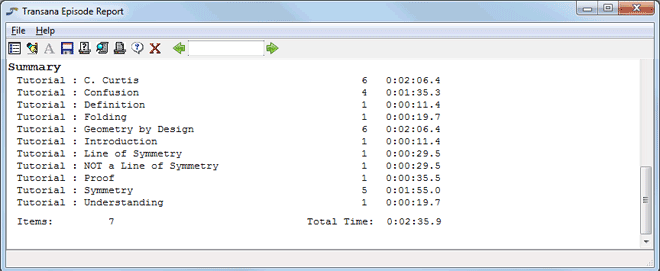 Transana Episode Report
File Help
Summary
Tutorial : C. Curtis 6 0:02:06.4
Tutorial : Confusion 4 0:01:35.3
Tutorial : Definition 1 0:00:11.4
Tutorial : Folding 1 0:00:19.7
Tutorial : Geometry by Design 6 0:02:06.4
Tutorial : Introduction 1 0:00:11.4
Tutorial : Line of Symmetry 1 0:00:29.5
Tutorial : NOT a Line of Symmetry 1 0:00:29.5
Tutorial : Proof 1 0:00:35.5
Tutorial : Symmetry 5 0:01:55.0
Tutorial : Understanding 1 0:00:19.7
Items: 7 Total Time: 0:02:35.9